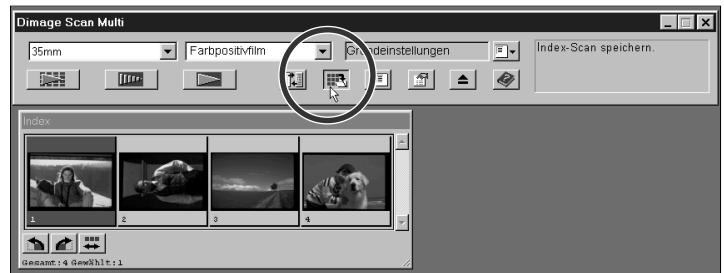 Dimage Scan Multi
35mm Farbpositivfilm Grundeinstellungen Index-Scan speichern.
Index
1 2 3 4
Gesamt:4 Gewählt:1